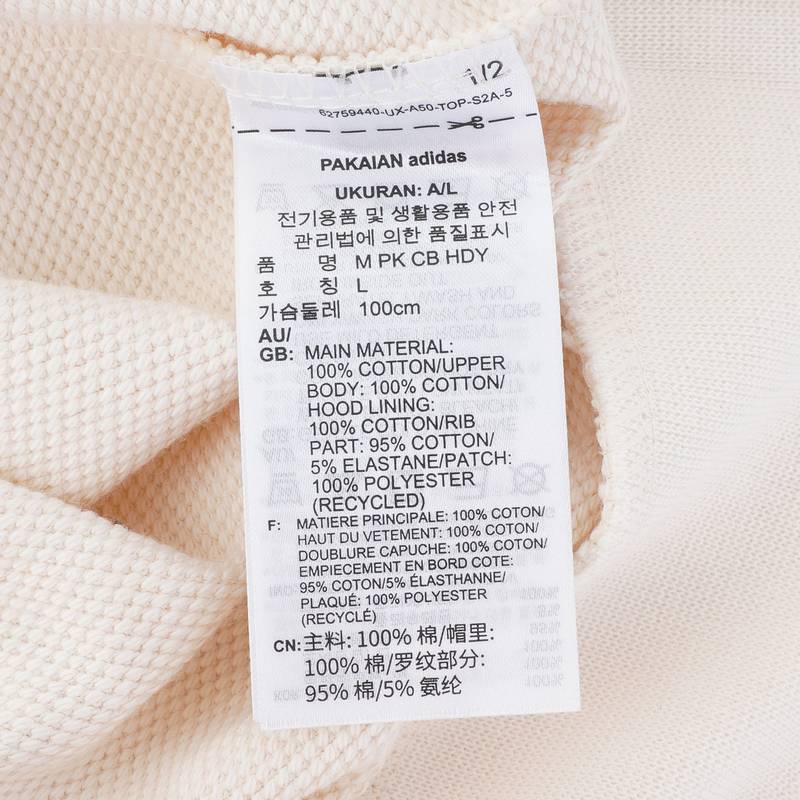 1/2
62759440-UX-A50-TOP-S2A-5
PAKAIAN adidas
UKURAN: A/L
전기용품 및 생활용품 안전
관리법에 의한 품질표시
품 명 M PK CB HDY
호 칭 L
가슴둘레 100cm
AU/
GB: MAIN MATERIAL:
100% COTTON/UPPER
BODY: 100% COTTON/
HOOD LINING:
100% COTTON/RIB
PART: 95% COTTON/
5% ELASTANE/PATCH:
100% POLYESTER
(RECYCLED)
F: MATIERE PRINCIPALE: 100% COTON/
HAUT DU VETEMENT: 100% COTON/
DOUBLURE CAPUCHE: 100% COTON/
EMPIECEMENT EN BORD COTE:
95% COTON/5% ÉLASTHANNE/
PLAQUÉ: 100% POLYESTER
(RECYCLÉ)
CN: 主料: 100% 棉/帽里:
100% 棉/罗纹部分:
95% 棉/5% 氨纶